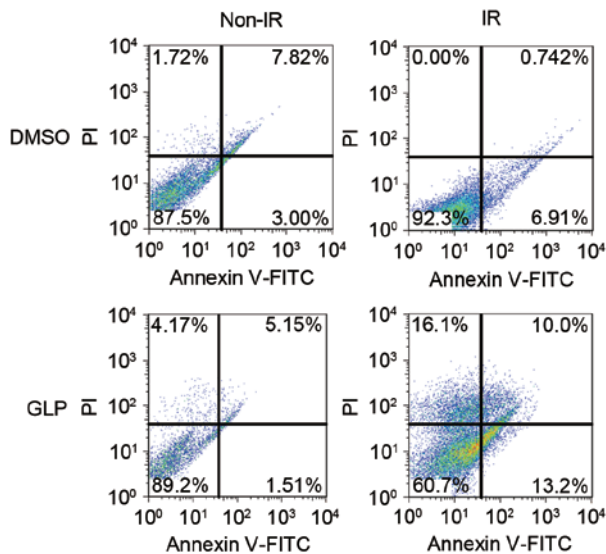 Non-IR IR
10⁴ 1.72% 7.82% 10⁴ 0.00% 0.742%
10³ 10³
DMSO PI 10² PI 10²
10¹ 10¹
10⁰ 87.5% 3.00% 10⁰ 92.3% 6.91%
10⁰ 10¹ 10² 10³ 10⁴ 10⁰ 10¹ 10² 10³ 10⁴
Annexin V-FITC Annexin V-FITC
10⁴ 4.17% 5.15% 10⁴ 16.1% 10.0%
10³ 10³
GLP PI 10² PI 10²
10¹ 10¹
10⁰ 89.2% 1.51% 10⁰ 60.7% 13.2%
10⁰ 10¹ 10² 10³ 10⁴ 10⁰ 10¹ 10² 10³ 10⁴
Annexin V-FITC Annexin V-FITC